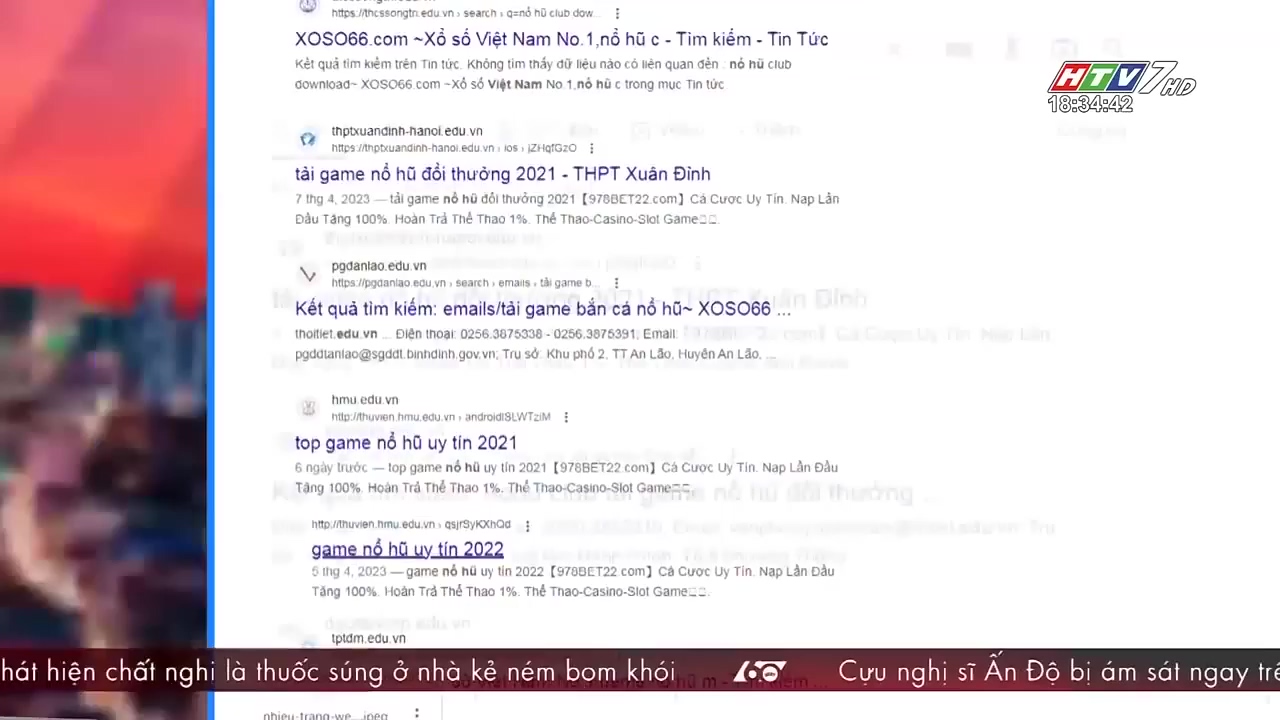 https://thcssongtn.edu.vn › search › q=nổ hũ club dow...
XOSO66.com ~Xổ số Việt Nam No.1,nổ hũ c - Tìm kiếm - Tin Tức
Kết quả tìm kiếm trên Tin tức. Không tìm thấy dữ liệu nào có liên quan đến : nổ hũ club
download~ XOSO66.com ~Xổ số Việt Nam No.1,nổ hũ c trong mục Tin tức
HTV7 HD
18:34:42
thptxuandinh-hanoi.edu.vn
https://thptxuandinh-hanoi.edu.vn › ios › jZHqfGzO
tải game nổ hũ đổi thưởng 2021 - THPT Xuân Đỉnh
7 thg 4, 2023 — tải game nổ hũ đổi thưởng 2021【978BET22.com】Cá Cược Uy Tín. Nạp Lần
Đầu Tặng 100%. Hoàn Trả Thể Thao 1%. Thể Thao-Casino-Slot Game□□.
pgdanlao.edu.vn
https://pgdanlao.edu.vn › search › emails › tải game b...
Kết quả tìm kiếm: emails/tải game bắn cá nổ hũ~ XOSO66 ...
thoitiet.edu.vn ... Điện thoại: 0256.3875338 - 0256.3875391; Email:
pgddtanlao@sgddt.binhdinh.gov.vn; Trụ sở: Khu phố 2, TT An Lão, Huyện An Lão, ...
hmu.edu.vn
http://thuvien.hmu.edu.vn › androidISLWTziM
top game nổ hũ uy tín 2021
6 ngày trước — top game nổ hũ uy tín 2021【978BET22.com】Cá Cược Uy Tín. Nạp Lần Đầu
Tặng 100%. Hoàn Trả Thể Thao 1%. Thể Thao-Casino-Slot Game□□.
http://thuvien.hmu.edu.vn › qsjrSyKXhQd
game nổ hũ uy tín 2022
5 thg 4, 2023 — game nổ hũ uy tín 2022【978BET22.com】Cá Cược Uy Tín. Nạp Lần Đầu
Tặng 100%. Hoàn Trả Thể Thao 1%. Thể Thao-Casino-Slot Game□□.
tptdm.edu.vn
hát hiện chất nghi là thuốc súng ở nhà kẻ ném bom khói 60 Cựu nghị sĩ Ấn Độ bị ám sát ngay trê
nhieu-trang-we....jpeg